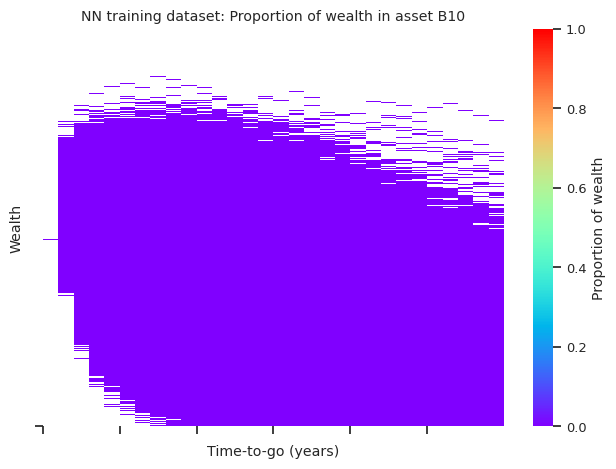 NN training dataset: Proportion of wealth in asset B10
1.0
0.8
0.6
0.4
0.2
0.0
Proportion of wealth
Wealth
Time-to-go (years)